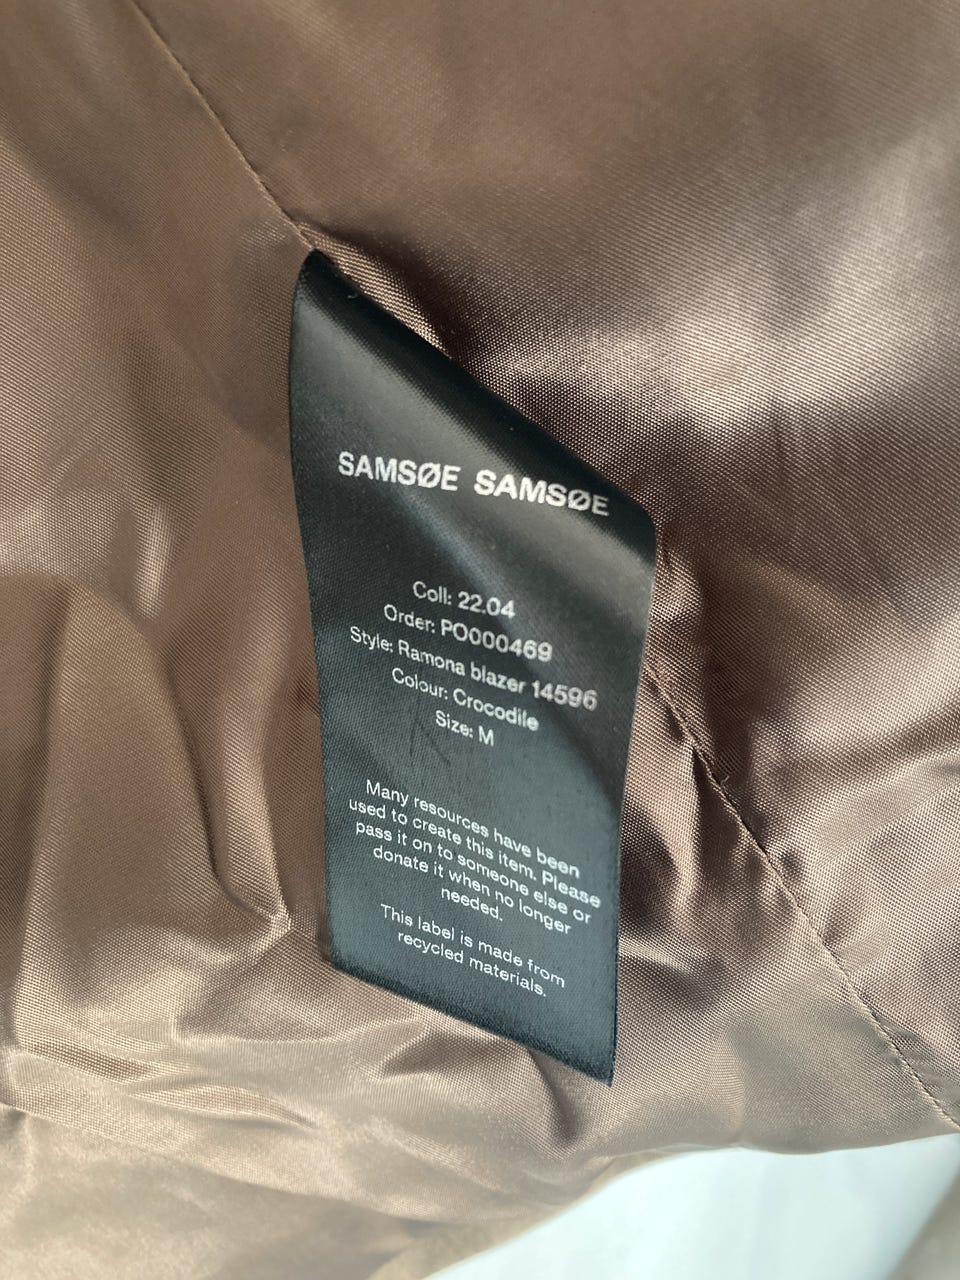 SAMSØE SAMSØE
Coll: 22.04
Order: PO000469
Style: Ramona blazer 14596
Colour: Crocodile
Size: M
Many resources have been
used to create this item. Please
pass it on to someone else or
donate it when no longer
needed.
This label is made from
recycled materials.